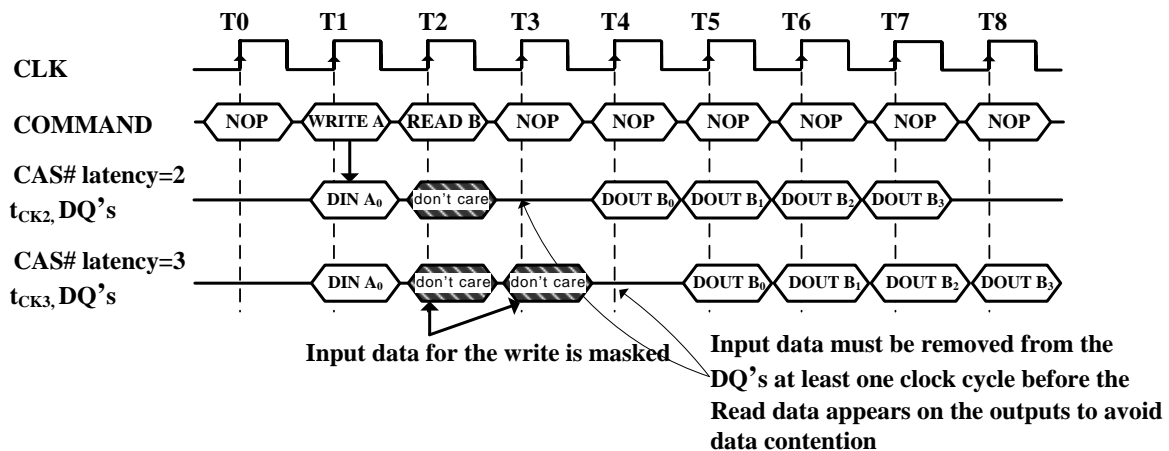 T0 T1 T2 T3 T4 T5 T6 T7 T8
CLK
COMMAND NOP WRITE A READ B NOP NOP NOP NOP NOP NOP
CAS# latency=2
tCK2, DQ's DIN A0 don't care DOUT B0 DOUT B1 DOUT B2 DOUT B3
CAS# latency=3
tCK3, DQ's DIN A0 don't care don't care DOUT B0 DOUT B1 DOUT B2 DOUT B3
Input data for the write is masked
Input data must be removed from the
DQ's at least one clock cycle before the
Read data appears on the outputs to avoid
data contention